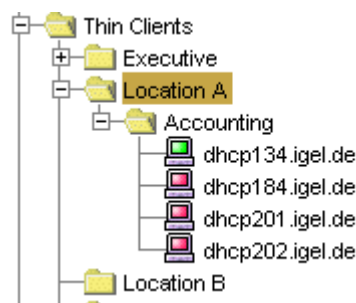 Thin Clients
Executive
Location A
Accounting
dhcp134.igel.de
dhcp184.igel.de
dhcp201.igel.de
dhcp202.igel.de
Location B